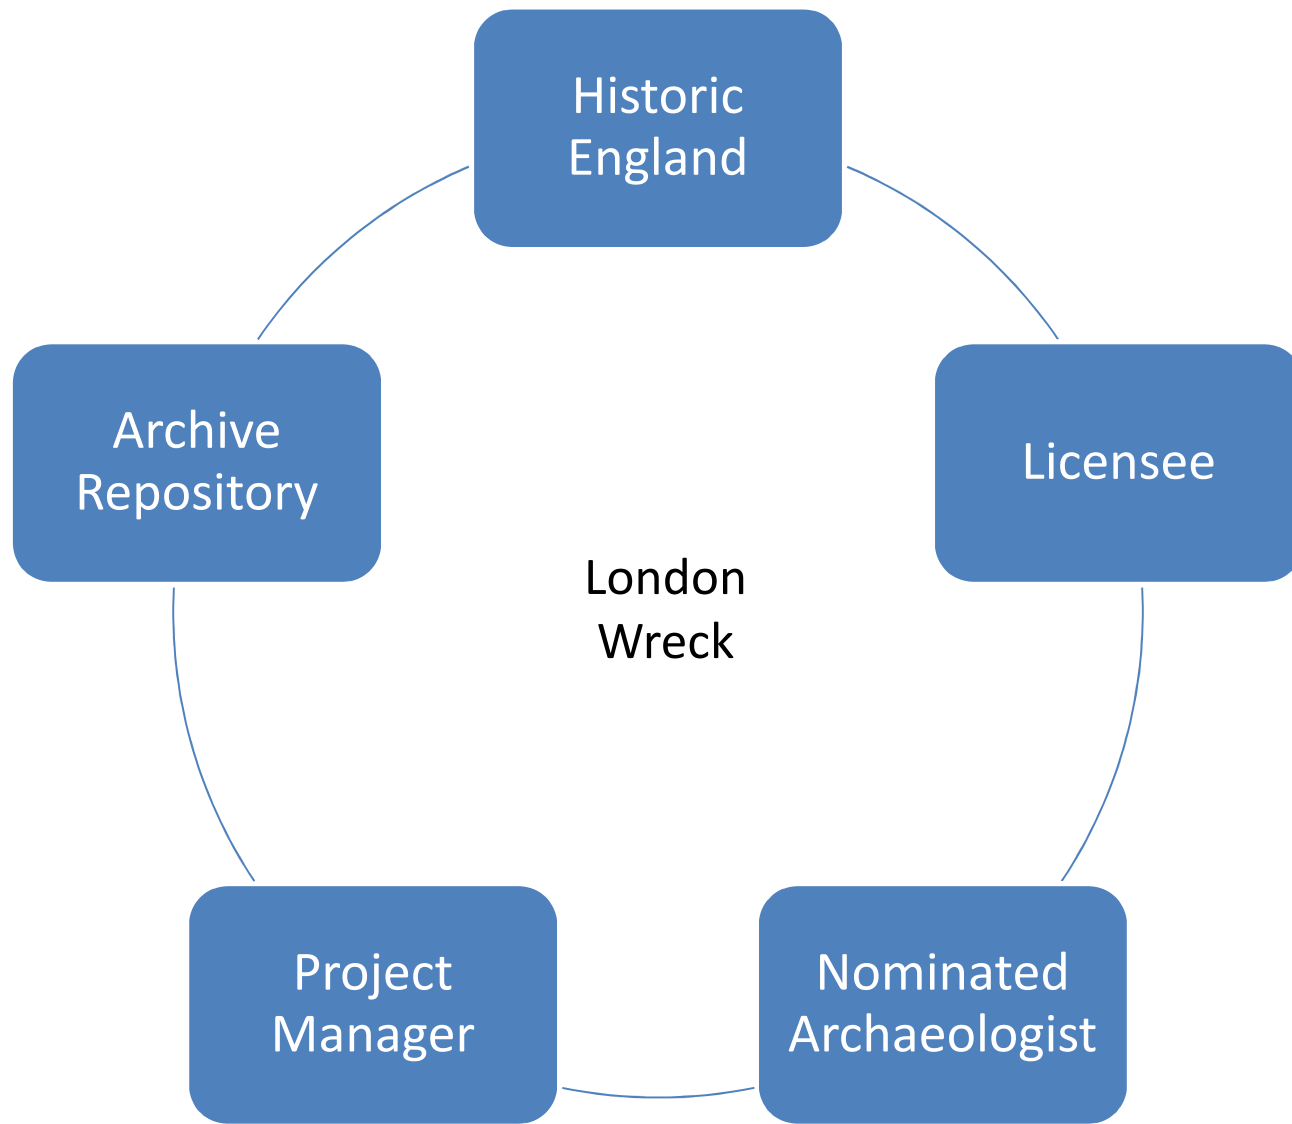 Historic
England
Archive
Repository
Licensee
London
Wreck
Project
Manager
Nominated
Archaeologist